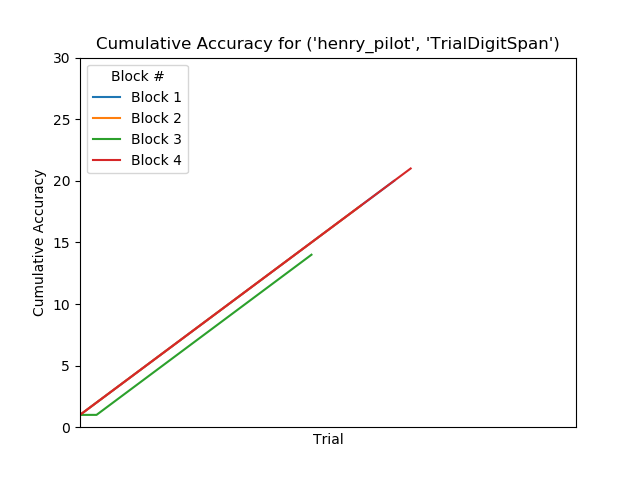 Cumulative Accuracy for ('henry_pilot', 'TrialDigitSpan')
30
25
20
15
10
5
0
Cumulative Accuracy
Block #
Block 1
Block 2
Block 3
Block 4
Trial